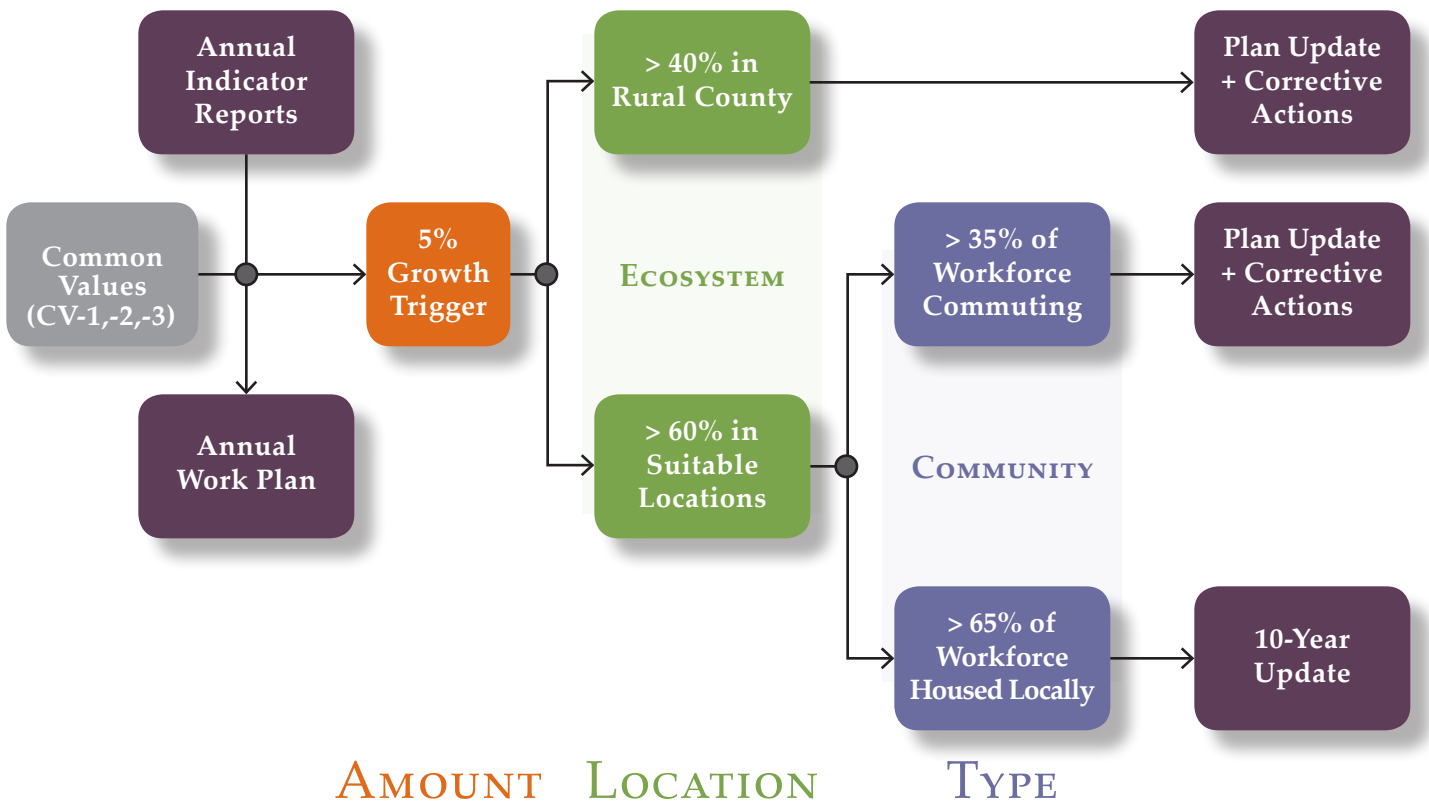 Annual
Indicator
Reports
> 40% in
Rural County
Plan Update
+ Corrective
Actions
Common
Values
(CV-1,-2,-3)
5%
Growth
Trigger
Ecosystem
> 35% of
Workforce
Commuting
Plan Update
+ Corrective
Actions
Annual
Work Plan
> 60% in
Suitable
Locations
Community
> 65% of
Workforce
Housed Locally
10-Year
Update
Amount
Location
Type